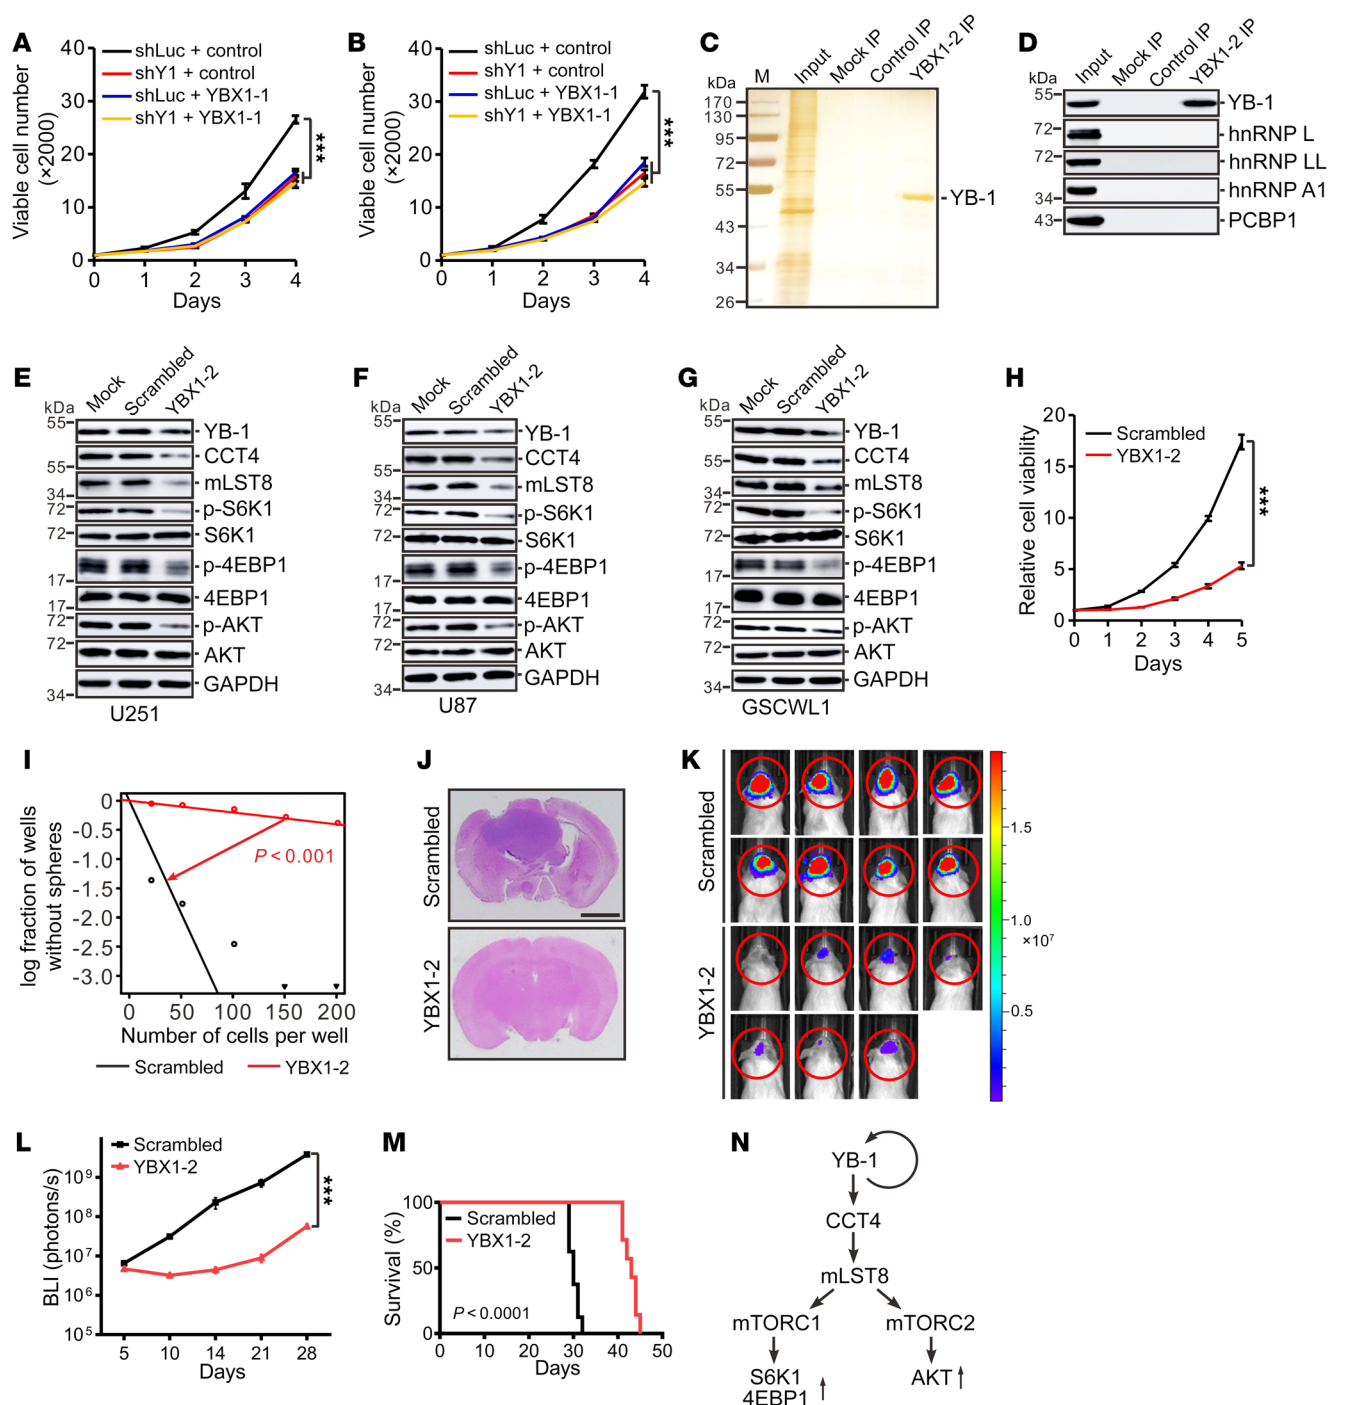 A
Viable cell number
(×2000)
40
30
20
10
0
shLuc + control
shY1 + control
shLuc + YBX1-1
shY1 + YBX1-1
***
0 1 2 3 4
Days
B
Viable cell number
(×2000)
40
30
20
10
0
shLuc + control
shY1 + control
shLuc + YBX1-1
shY1 + YBX1-1
***
0 1 2 3 4
Days
C
kDa M Input Mock IP Control IP YBX1-2 IP
170
130
95
72
55
YB-1
43
34
26
D
kDa Input Mock IP Control IP YBX1-2 IP
55 YB-1
72 hnRNP L
72 hnRNP LL
34 hnRNP A1
43 PCBP1
E
kDa Mock Scrambled YBX1-2
55 YB-1
CCT4
55
mLST8
34
72 p-S6K1
72 S6K1
p-4EBP1
17
4EBP1
17
72 p-AKT
72 AKT
GAPDH
34
U251
F
kDa Mock Scrambled YBX1-2
55 YB-1
CCT4
55
mLST8
34
72 p-S6K1
72 S6K1
p-4EBP1
17
4EBP1
17
72 p-AKT
72 AKT
GAPDH
34
U87
G
kDa Mock Scrambled YBX1-2
55 YB-1
CCT4
55
mLST8
34
72 p-S6K1
72 S6K1
p-4EBP1
17
4EBP1
17
72 p-AKT
72 AKT
GAPDH
34
GSCWL1
H
Relative cell viability
20
15
10
5
0
Scrambled
YBX1-2
***
0 1 2 3 4 5
Days
I
log fraction of wells
without spheres
0
-0.5
-1.0
-1.5
-2.0
-2.5
-3.0
P < 0.001
0 50 100 150 200
Number of cells per well
Scrambled YBX1-2
J
Scrambled
YBX1-2
K
Scrambled
YBX1-2
1.5
1.0
×10⁷
0.5
L
BLI (photons/s)
10⁹
10⁸
10⁷
10⁶
10⁵
Scrambled
YBX1-2
***
5 10 14 21 28
Days
M
Survival (%)
100
50
0
Scrambled
YBX1-2
P < 0.0001
0 10 20 30 40 50
Days
N
YB-1
CCT4
mLST8
mTORC1 mTORC2
S6K1 AKT
4EBP1